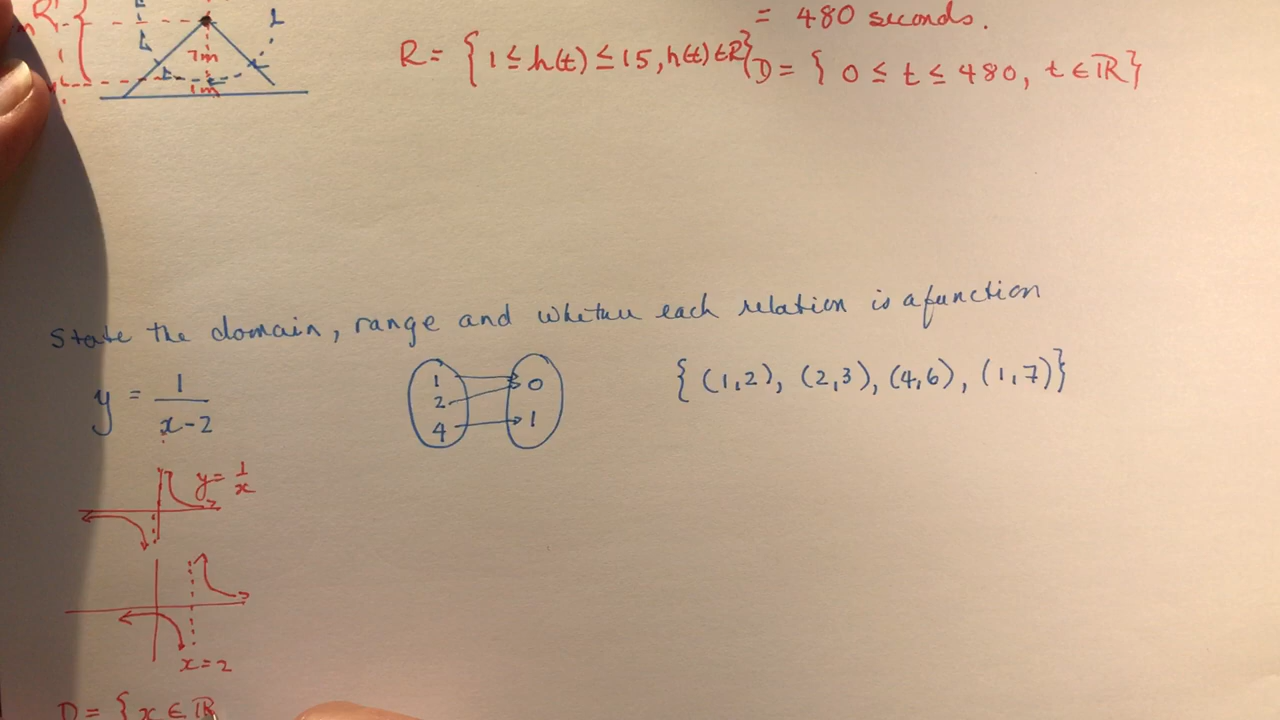 = 480 seconds.
R
7m
1m
R = { 1 ≤ h(t) ≤ 15, h(t) ∈ R}
D = { 0 ≤ t ≤ 480, t ∈ ℝ}
State the domain, range and whether each relation is a function
y = 1/(x-2)
1
2
4
0
1
{ (1,2), (2,3), (4,6), (1,7)}
y = 1/x
x=2
D = { x ∈ ℝ